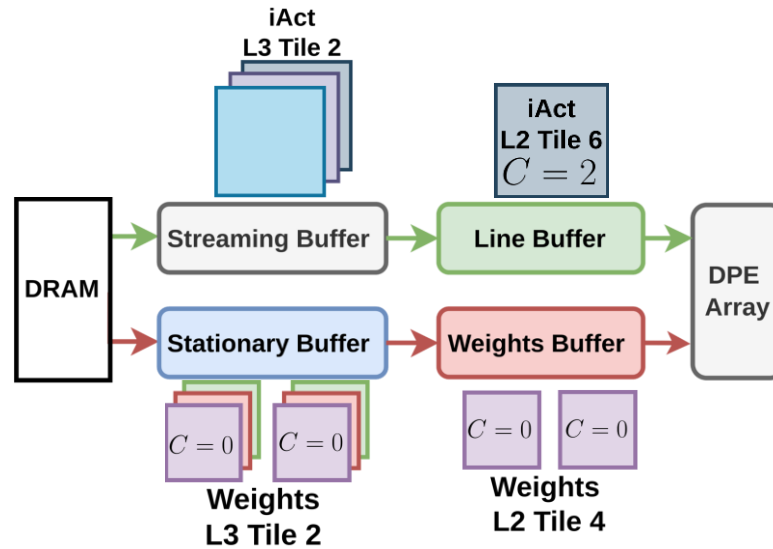 iAct
L3 Tile 2
iAct
L2 Tile 6
C = 2
DRAM
Streaming Buffer
Line Buffer
DPE
Array
Stationary Buffer
Weights Buffer
C = 0
C = 0
C = 0
C = 0
Weights
L3 Tile 2
Weights
L2 Tile 4